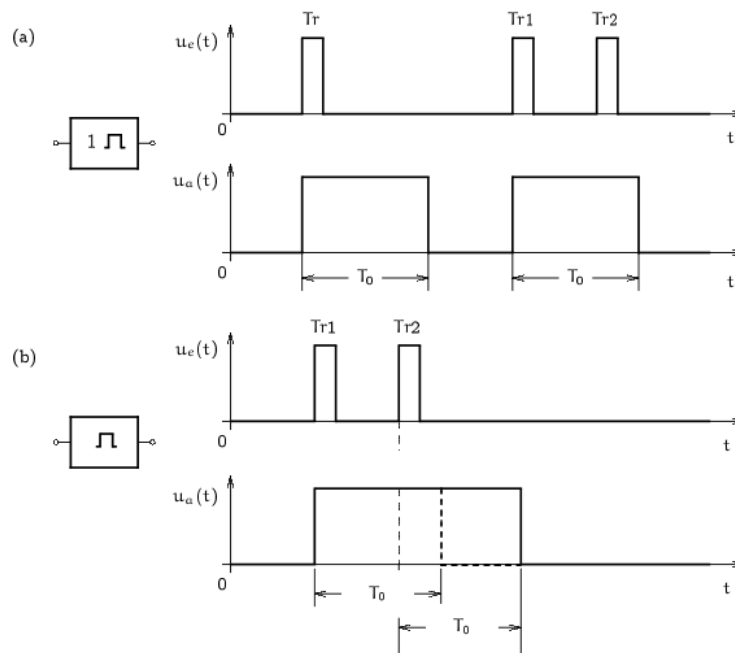 (a)
Tr
Tr1
Tr2
u_e(t)
0
t
1
u_a(t)
T_0
T_0
0
t
(b)
Tr1
Tr2
u_e(t)
0
t
u_a(t)
0
t
T_0
T_0